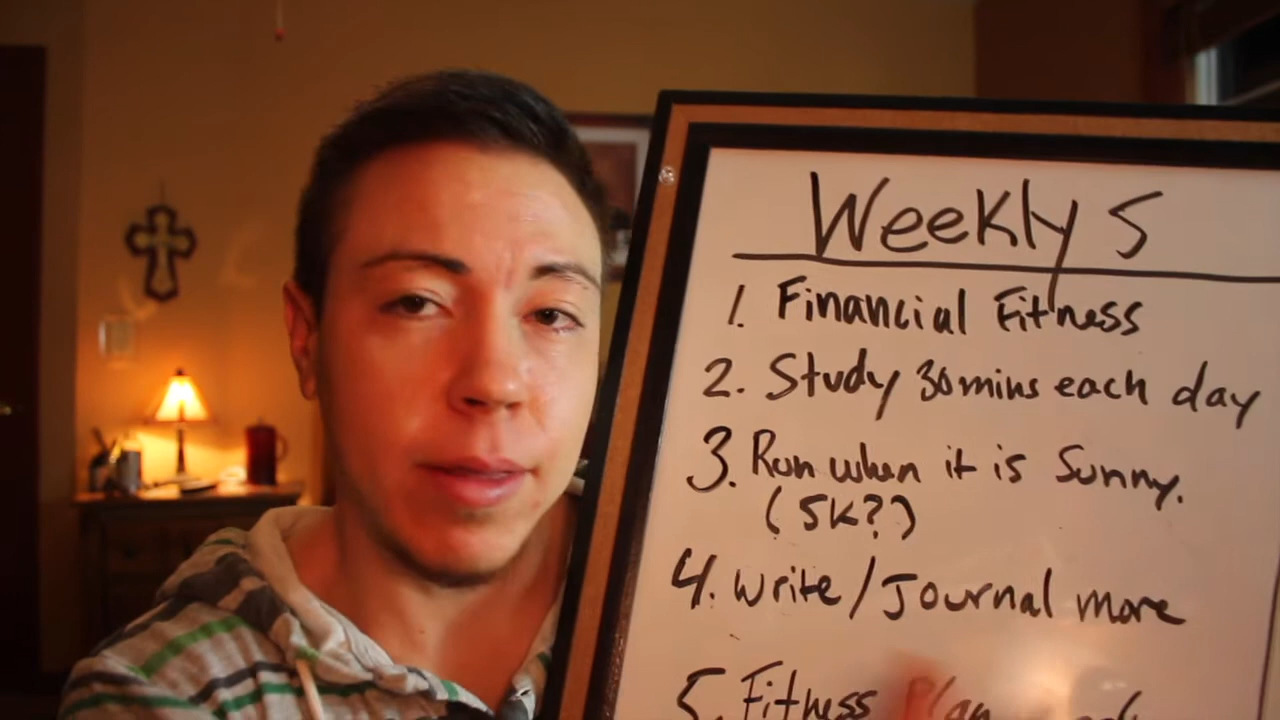 Weekly 5
1. Financial Fitness
2. Study 30mins each day
3. Run when it is Sunny.
(5K?)
4. Write/Journal more
5. Fitness Plan